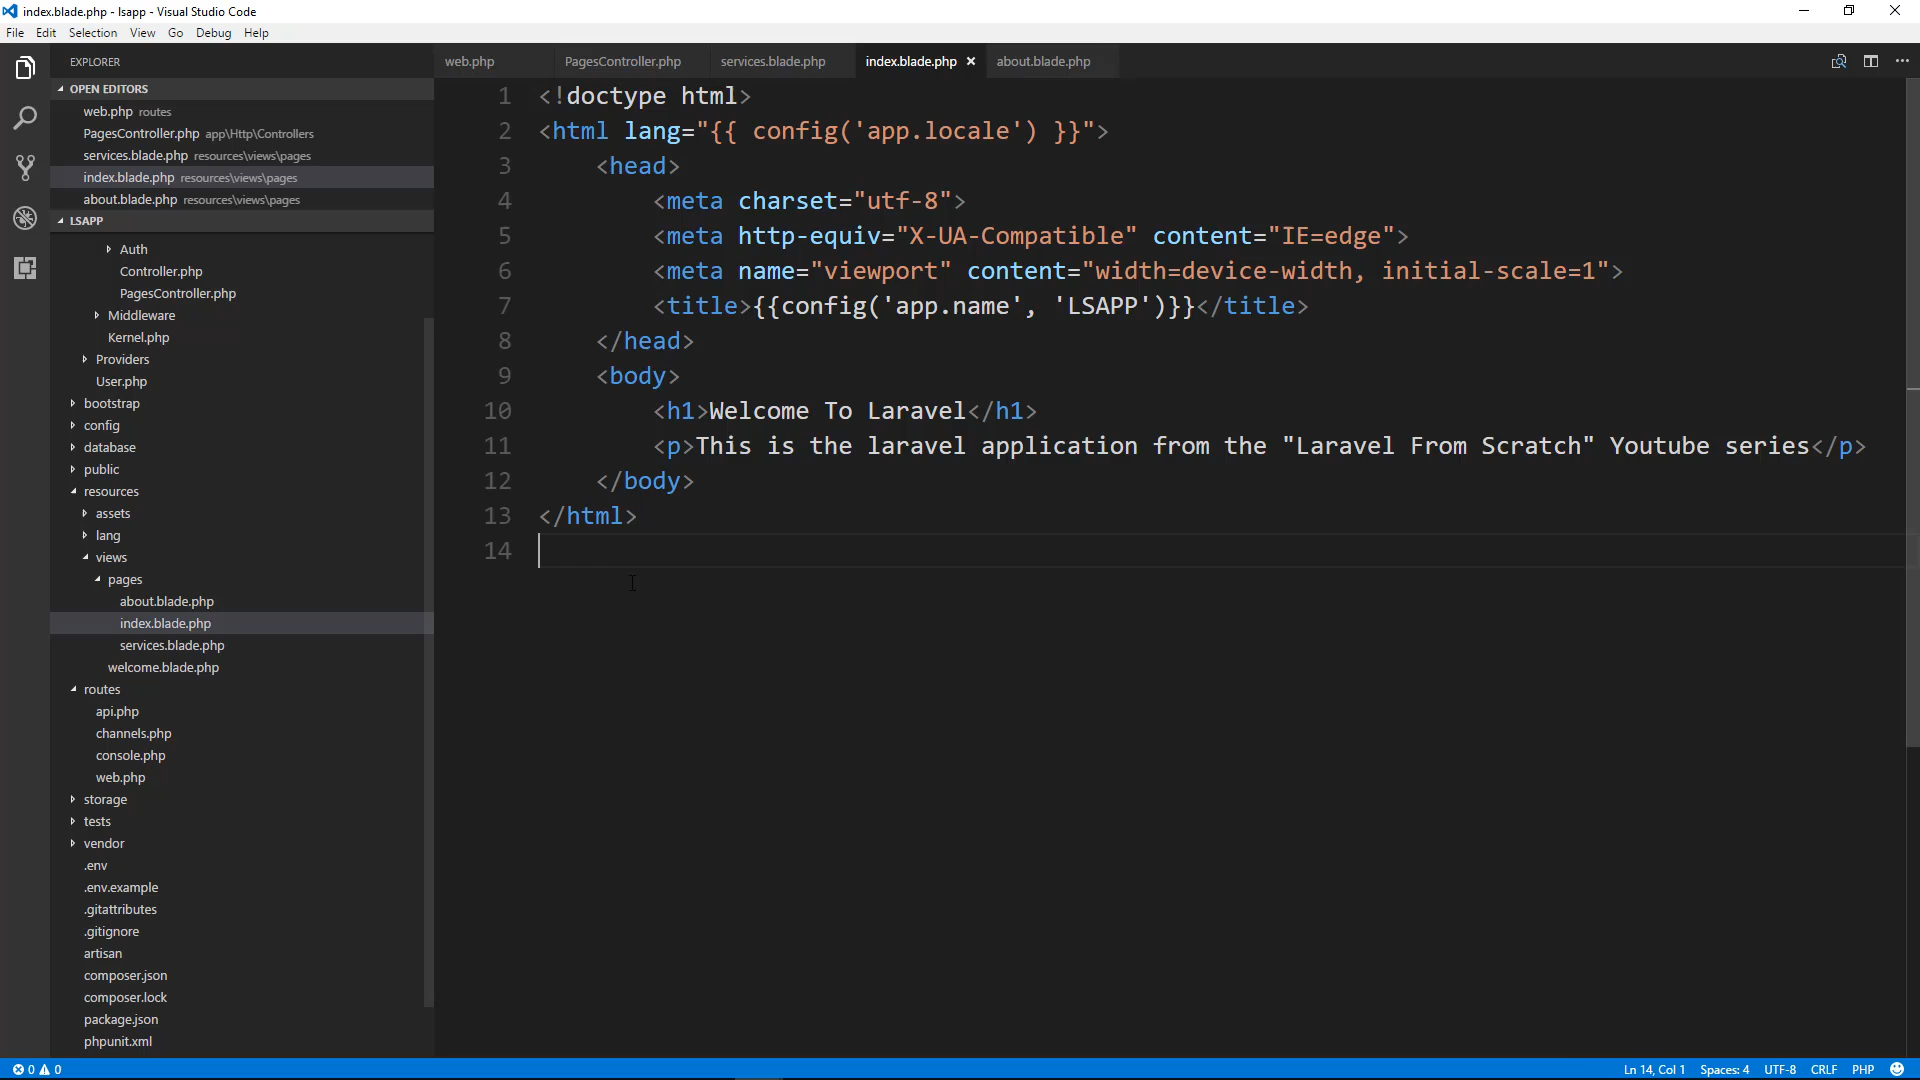 index.blade.php - lsapp - Visual Studio Code
File Edit Selection View Go Debug Help
EXPLORER
OPEN EDITORS
web.php routes
PagesController.php app\Http\Controllers
services.blade.php resources\views\pages
index.blade.php resources\views\pages
about.blade.php resources\views\pages
LSAPP
Auth
Controller.php
PagesController.php
Middleware
Kernel.php
Providers
User.php
bootstrap
config
database
public
resources
assets
lang
views
pages
about.blade.php
index.blade.php
services.blade.php
welcome.blade.php
routes
api.php
channels.php
console.php
web.php
storage
tests
vendor
.env
.env.example
.gitattributes
.gitignore
artisan
composer.json
composer.lock
package.json
phpunit.xml
web.php PagesController.php services.blade.php index.blade.php × about.blade.php
1 <!doctype html>
2 <html lang="{{ config('app.locale') }}">
3 <head>
4 <meta charset="utf-8">
5 <meta http-equiv="X-UA-Compatible" content="IE=edge">
6 <meta name="viewport" content="width=device-width, initial-scale=1">
7 <title>{{config('app.name', 'LSAPP')}}</title>
8 </head>
9 <body>
10 <h1>Welcome To Laravel</h1>
11 <p>This is the laravel application from the "Laravel From Scratch" Youtube series</p>
12 </body>
13 </html>
14
0 0 Ln 14, Col 1 Spaces: 4 UTF-8 CRLF PHP